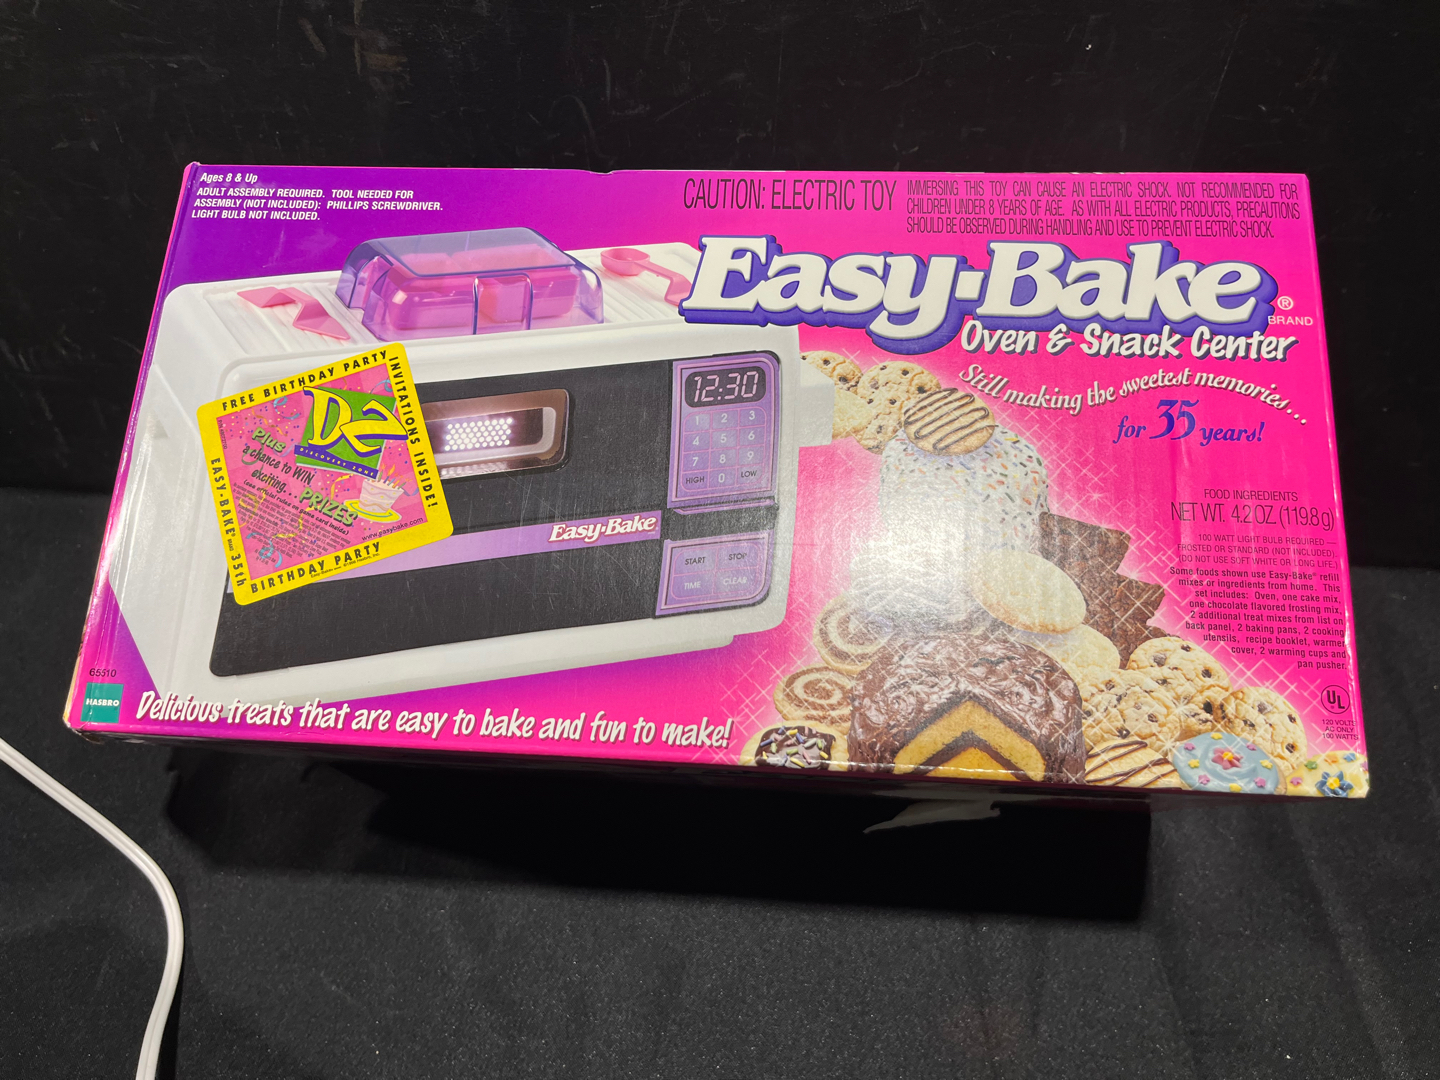 Ages 8 & Up
ADULT ASSEMBLY REQUIRED. TOOL NEEDED FOR
ASSEMBLY (NOT INCLUDED): PHILLIPS SCREWDRIVER.
LIGHT BULB NOT INCLUDED.
CAUTION: ELECTRIC TOY
IMMERSING THIS TOY CAN CAUSE AN ELECTRIC SHOCK. NOT RECOMMENDED FOR
CHILDREN UNDER 8 YEARS OF AGE. AS WITH ALL ELECTRIC PRODUCTS, PRECAUTIONS
SHOULD BE OBSERVED DURING HANDLING AND USE TO PREVENT ELECTRIC SHOCK.
Easy-Bake®
BRAND
Oven & Snack Center
Still making the sweetest memories...
for 35 years!
FREE BIRTHDAY PARTY
INVITATIONS INSIDE!
EASY-BAKE® 35th
BIRTHDAY PARTY
DZ
DISCOVERY ZONE
Plus
a chance to WIN
exciting...PRIZES
(see official rules on game card inside)
www.easybake.com
12:30
1 2 3
4 5 6
7 8 9
HIGH 0 LOW
START STOP
TIME CLEAR
Easy-Bake
FOOD INGREDIENTS
NET WT. 4.2 OZ. (119.8 g)
100 WATT LIGHT BULB REQUIRED —
FROSTED OR STANDARD (NOT INCLUDED).
(DO NOT USE SOFT WHITE OR LONG LIFE.)
Some foods shown use Easy-Bake® refill
mixes or ingredients from home. This
set includes: Oven, one cake mix,
one chocolate flavored frosting mix,
2 additional treat mixes from list on
back panel, 2 baking pans, 2 cooking
utensils, recipe booklet, warmer
cover, 2 warming cups and
pan pusher.
UL
120 VOLTS
AC ONLY
100 WATTS
65510
HASBRO
Delicious treats that are easy to bake and fun to make!